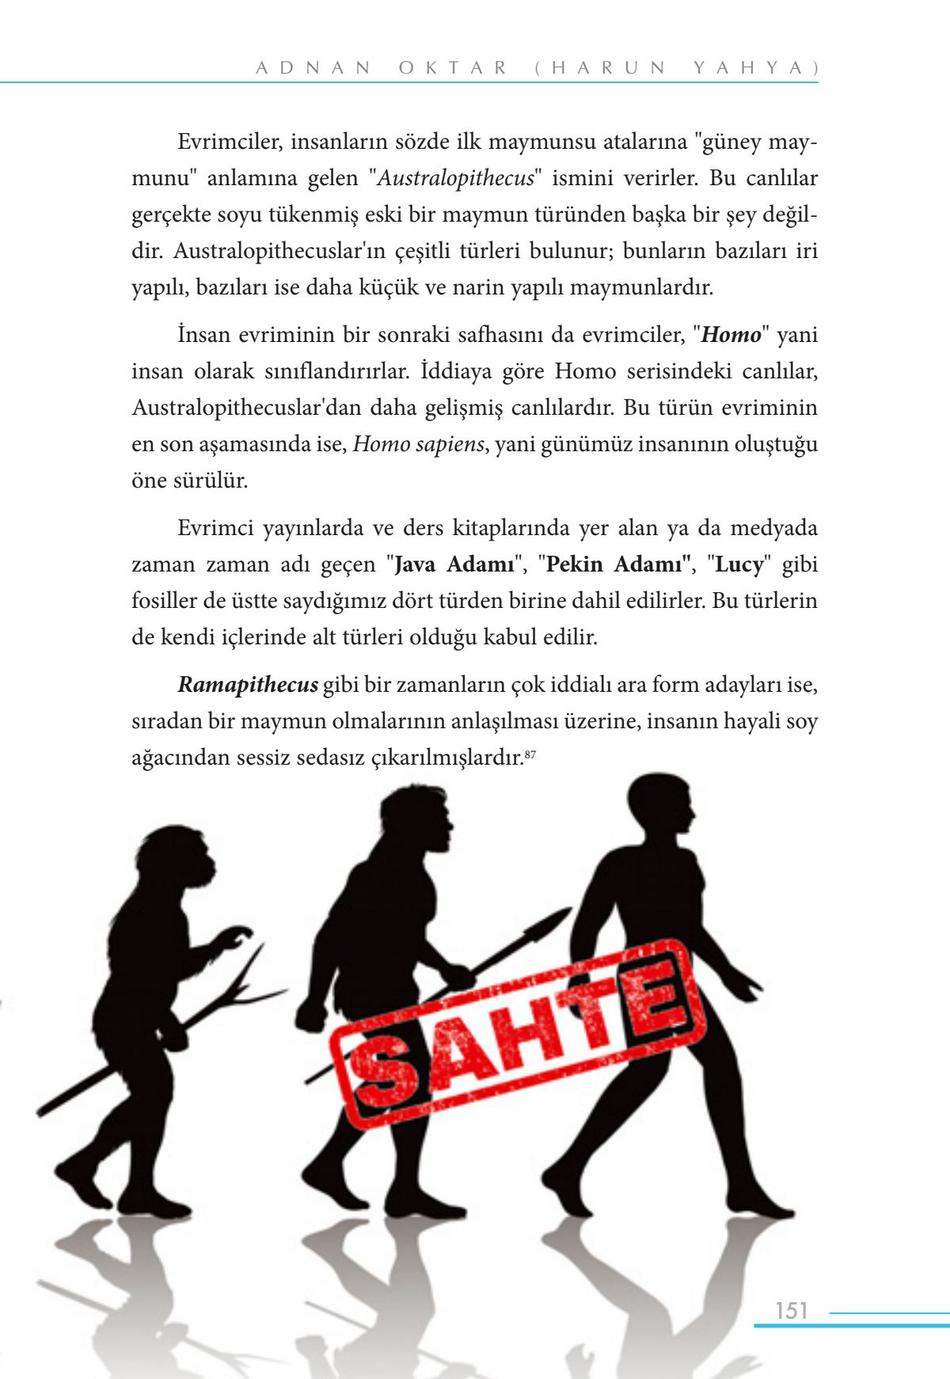 ADNAN OKTAR (HARUN YAHYA)
Evrimciler, insanların sözde ilk maymunsu atalarına "güney may-
munu" anlamına gelen "Australopithecus" ismini verirler. Bu canlılar
gerçekte soyu tükenmiş eski bir maymun türünden başka bir şey değil-
dir. Australopithecuslar'ın çeşitli türleri bulunur; bunların bazıları iri
yapılı, bazıları ise daha küçük ve narin yapılı maymunlardır.
İnsan evriminin bir sonraki safhasını da evrimciler, "Homo" yani
insan olarak sınıflandırırlar. İddiaya göre Homo serisindeki canlılar,
Australopithecuslar'dan daha gelişmiş canlılardır. Bu türün evriminin
en son aşamasında ise, Homo sapiens, yani günümüz insanının oluştuğu
öne sürülür.
Evrimci yayınlarda ve ders kitaplarında yer alan ya da medyada
zaman zaman adı geçen "Java Adamı", "Pekin Adamı", "Lucy" gibi
fosiller de üstte saydığımız dört türden birine dahil edilirler. Bu türlerin
de kendi içlerinde alt türleri olduğu kabul edilir.
Ramapithecus gibi bir zamanların çok iddialı ara form adayları ise,
sıradan bir maymun olmalarının anlaşılması üzerine, insanın hayali soy
ağacından sessiz sedasız çıkarılmışlardır.87
SAHTE
151